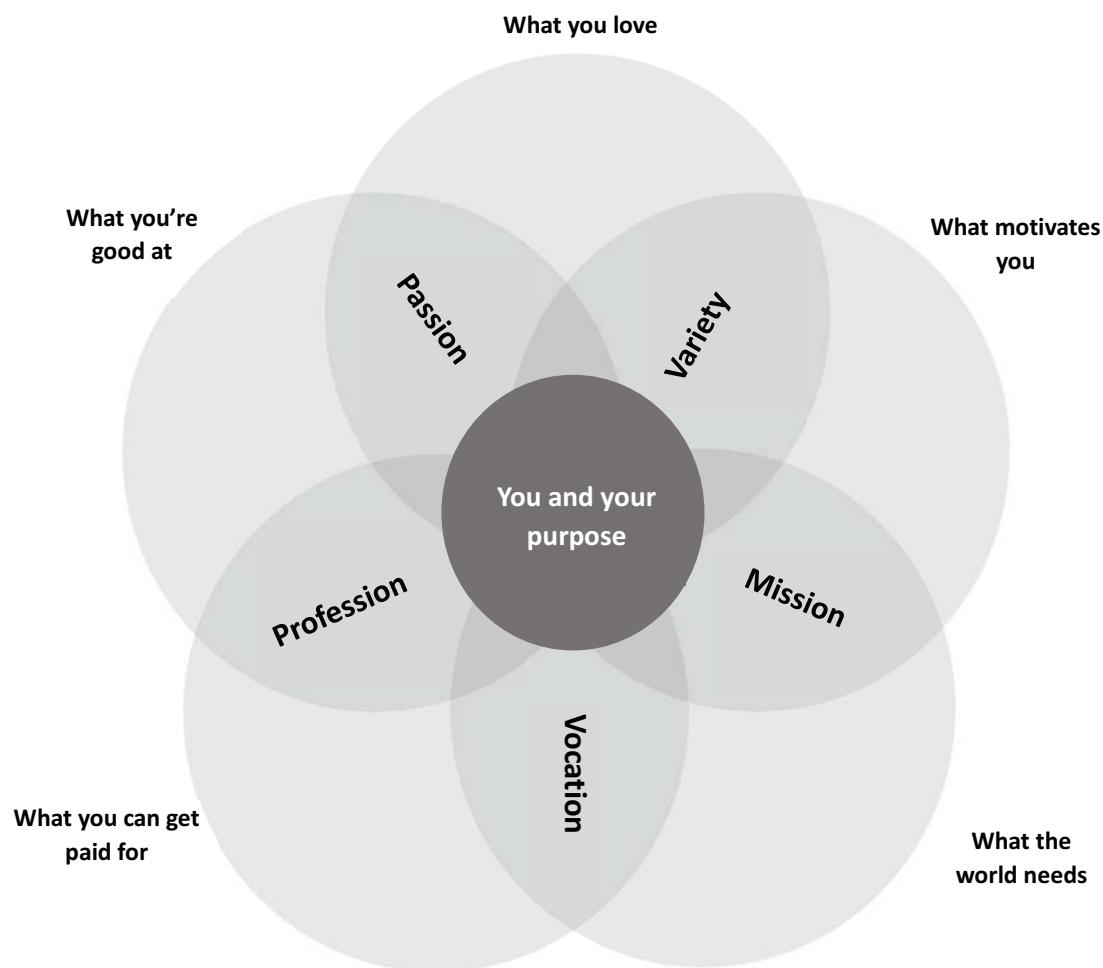 What you love
What you're
good at
What motivates
you
Passion
Variety
You and your
purpose
Profession
Mission
Vocation
What you can get
paid for
What the
world needs